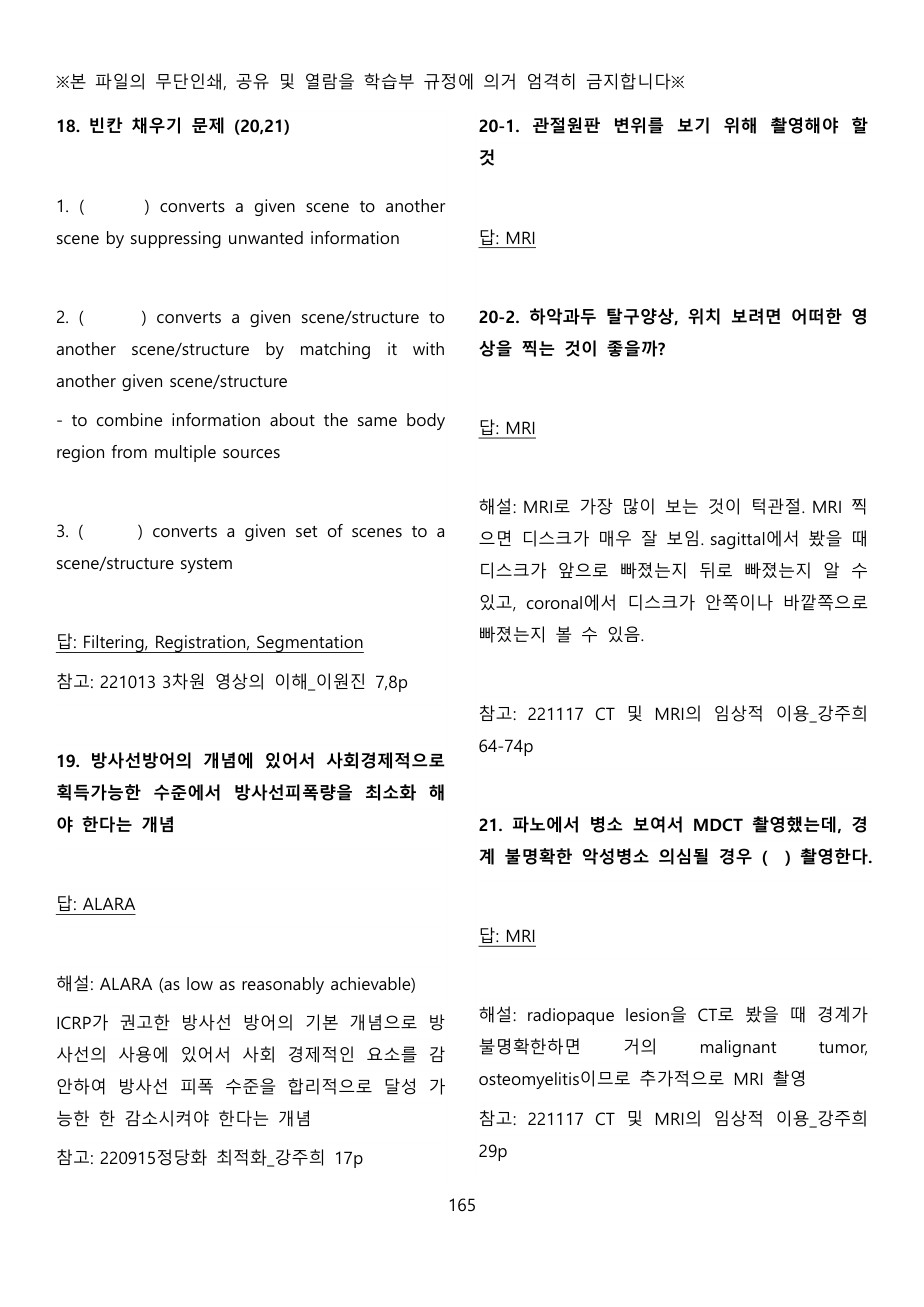 ※본 파일의 무단인쇄, 공유 및 열람을 학습부 규정에 의거 엄격히 금지합니다※
18. 빈칸 채우기 문제 (20,21)
1. (      ) converts a given scene to another
scene by suppressing unwanted information
2. (      ) converts a given scene/structure to
another scene/structure by matching it with
another given scene/structure
- to combine information about the same body
region from multiple sources
3. (      ) converts a given set of scenes to a
scene/structure system
답: Filtering, Registration, Segmentation
참고: 221013 3차원 영상의 이해_이원진 7,8p
19. 방사선방어의 개념에 있어서 사회경제적으로
획득가능한 수준에서 방사선피폭량을 최소화 해
야 한다는 개념
답: ALARA
해설: ALARA (as low as reasonably achievable)
ICRP가 권고한 방사선 방어의 기본 개념으로 방
사선의 사용에 있어서 사회 경제적인 요소를 감
안하여 방사선 피폭 수준을 합리적으로 달성 가
능한 한 감소시켜야 한다는 개념
참고: 220915정당화 최적화_강주희 17p
20-1. 관절원판 변위를 보기 위해 촬영해야 할
것
답: MRI
20-2. 하악과두 탈구양상, 위치 보려면 어떠한 영
상을 찍는 것이 좋을까?
답: MRI
해설: MRI로 가장 많이 보는 것이 턱관절. MRI 찍
으면 디스크가 매우 잘 보임. sagittal에서 봤을 때
디스크가 앞으로 빠졌는지 뒤로 빠졌는지 알 수
있고, coronal에서 디스크가 안쪽이나 바깥쪽으로
빠졌는지 볼 수 있음.
참고: 221117 CT 및 MRI의 임상적 이용_강주희
64-74p
21. 파노에서 병소 보여서 MDCT 촬영했는데, 경
계 불명확한 악성병소 의심될 경우 (  ) 촬영한다.
답: MRI
해설: radiopaque lesion을 CT로 봤을 때 경계가
불명확한하면 거의 malignant tumor,
osteomyelitis이므로 추가적으로 MRI 촬영
참고: 221117 CT 및 MRI의 임상적 이용_강주희
29p
165